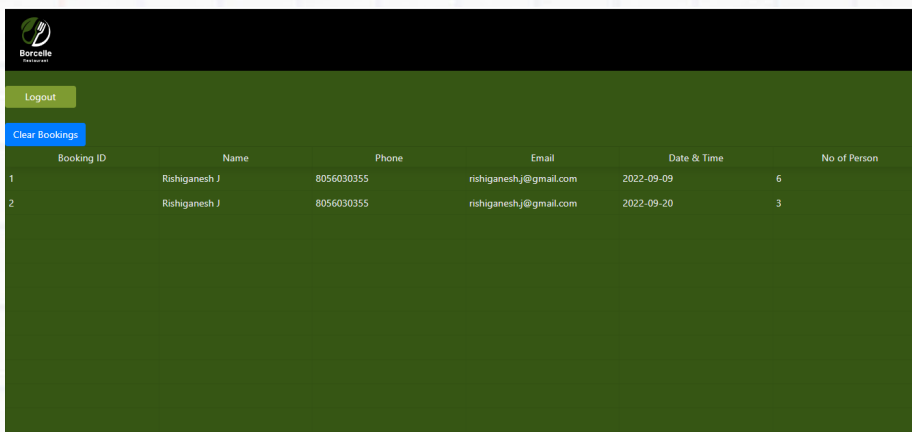 Borcelle
Restaurant
Logout
Clear Bookings
Booking ID Name Phone Email Date & Time No of Person
1 Rishiganesh J 8056030355 rishiganesh.j@gmail.com 2022-09-09 6
2 Rishiganesh J 8056030355 rishiganesh.j@gmail.com 2022-09-20 3